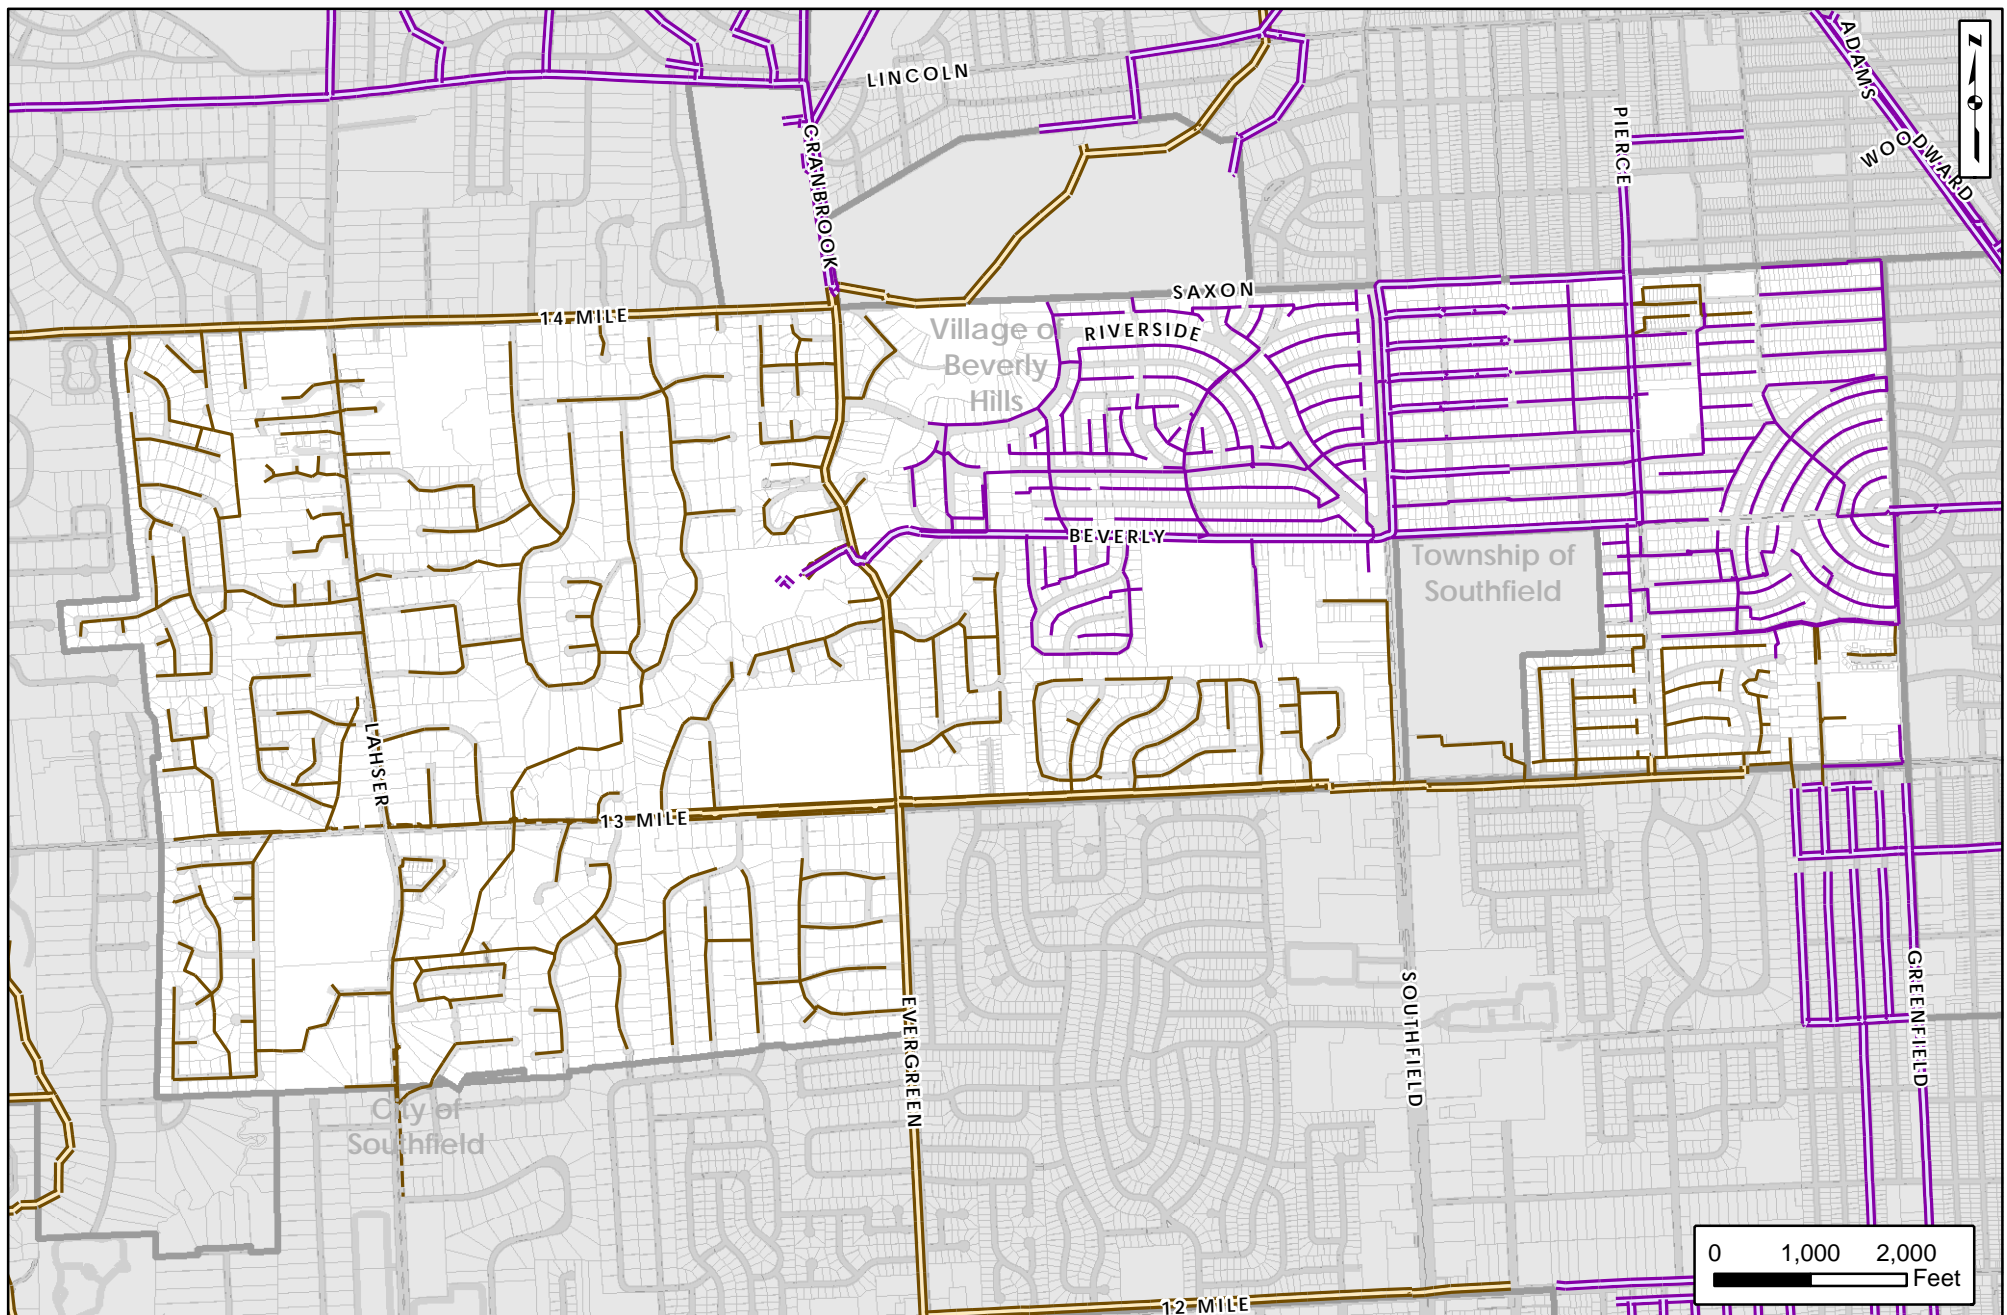 ADAMS
LINCOLN
N
PIERCE
WOODWARD
CRANBROOK
SAXON
14 MILE
Village of
Beverly
Hills
RIVERSIDE
BEVERLY
Township of
Southfield
LAHSER
13 MILE
EVERGREEN
SOUTHFIELD
GREENFIELD
City of
Southfield
0 1,000 2,000
Feet
12 MILE